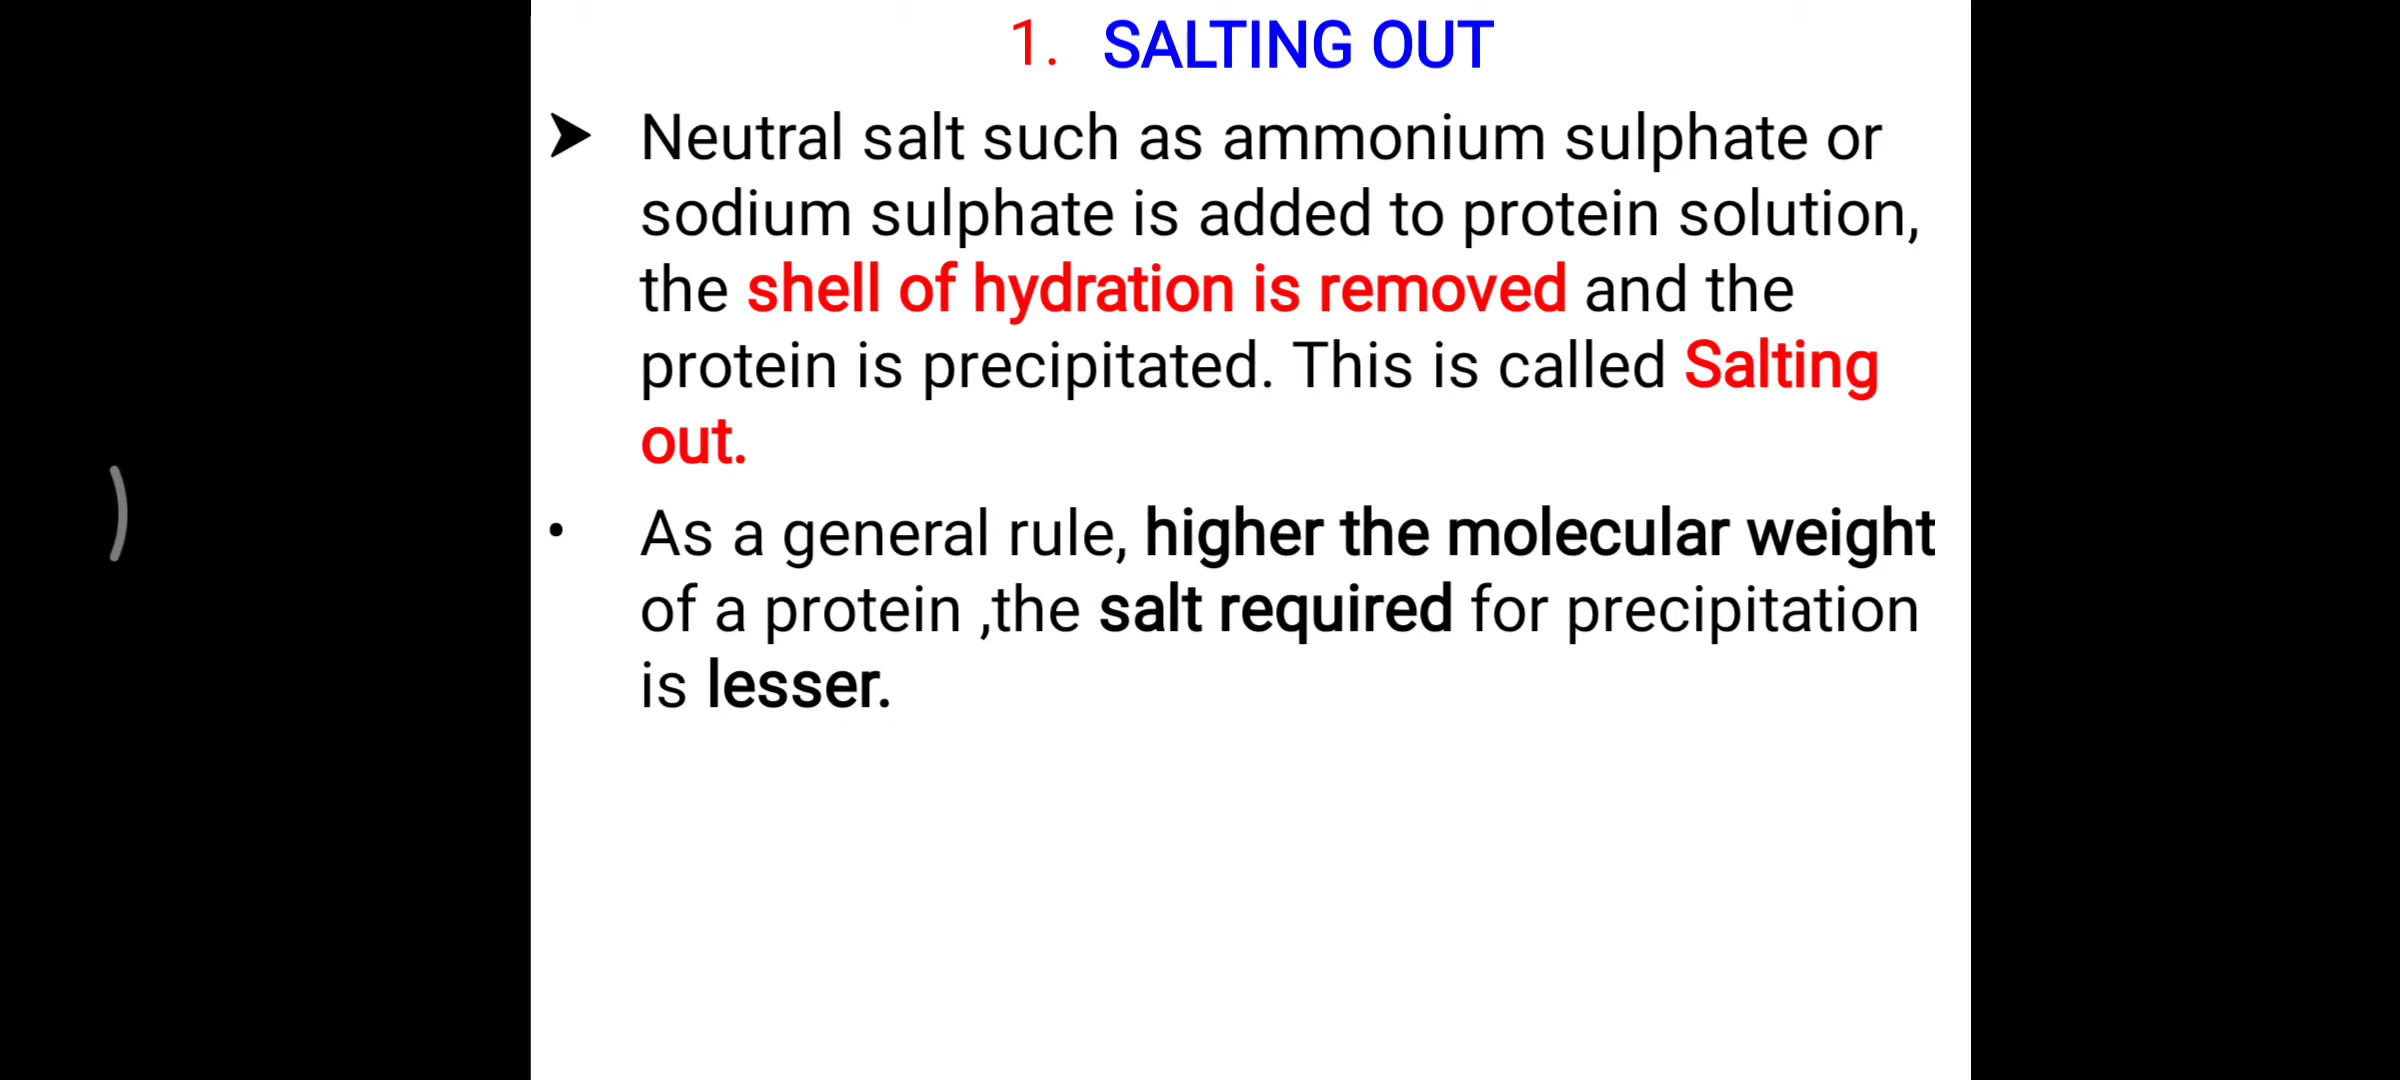 1. SALTING OUT
➤ Neutral salt such as ammonium sulphate or
sodium sulphate is added to protein solution,
the shell of hydration is removed and the
protein is precipitated. This is called Salting
out.
• As a general rule, higher the molecular weight
of a protein ,the salt required for precipitation
is lesser.